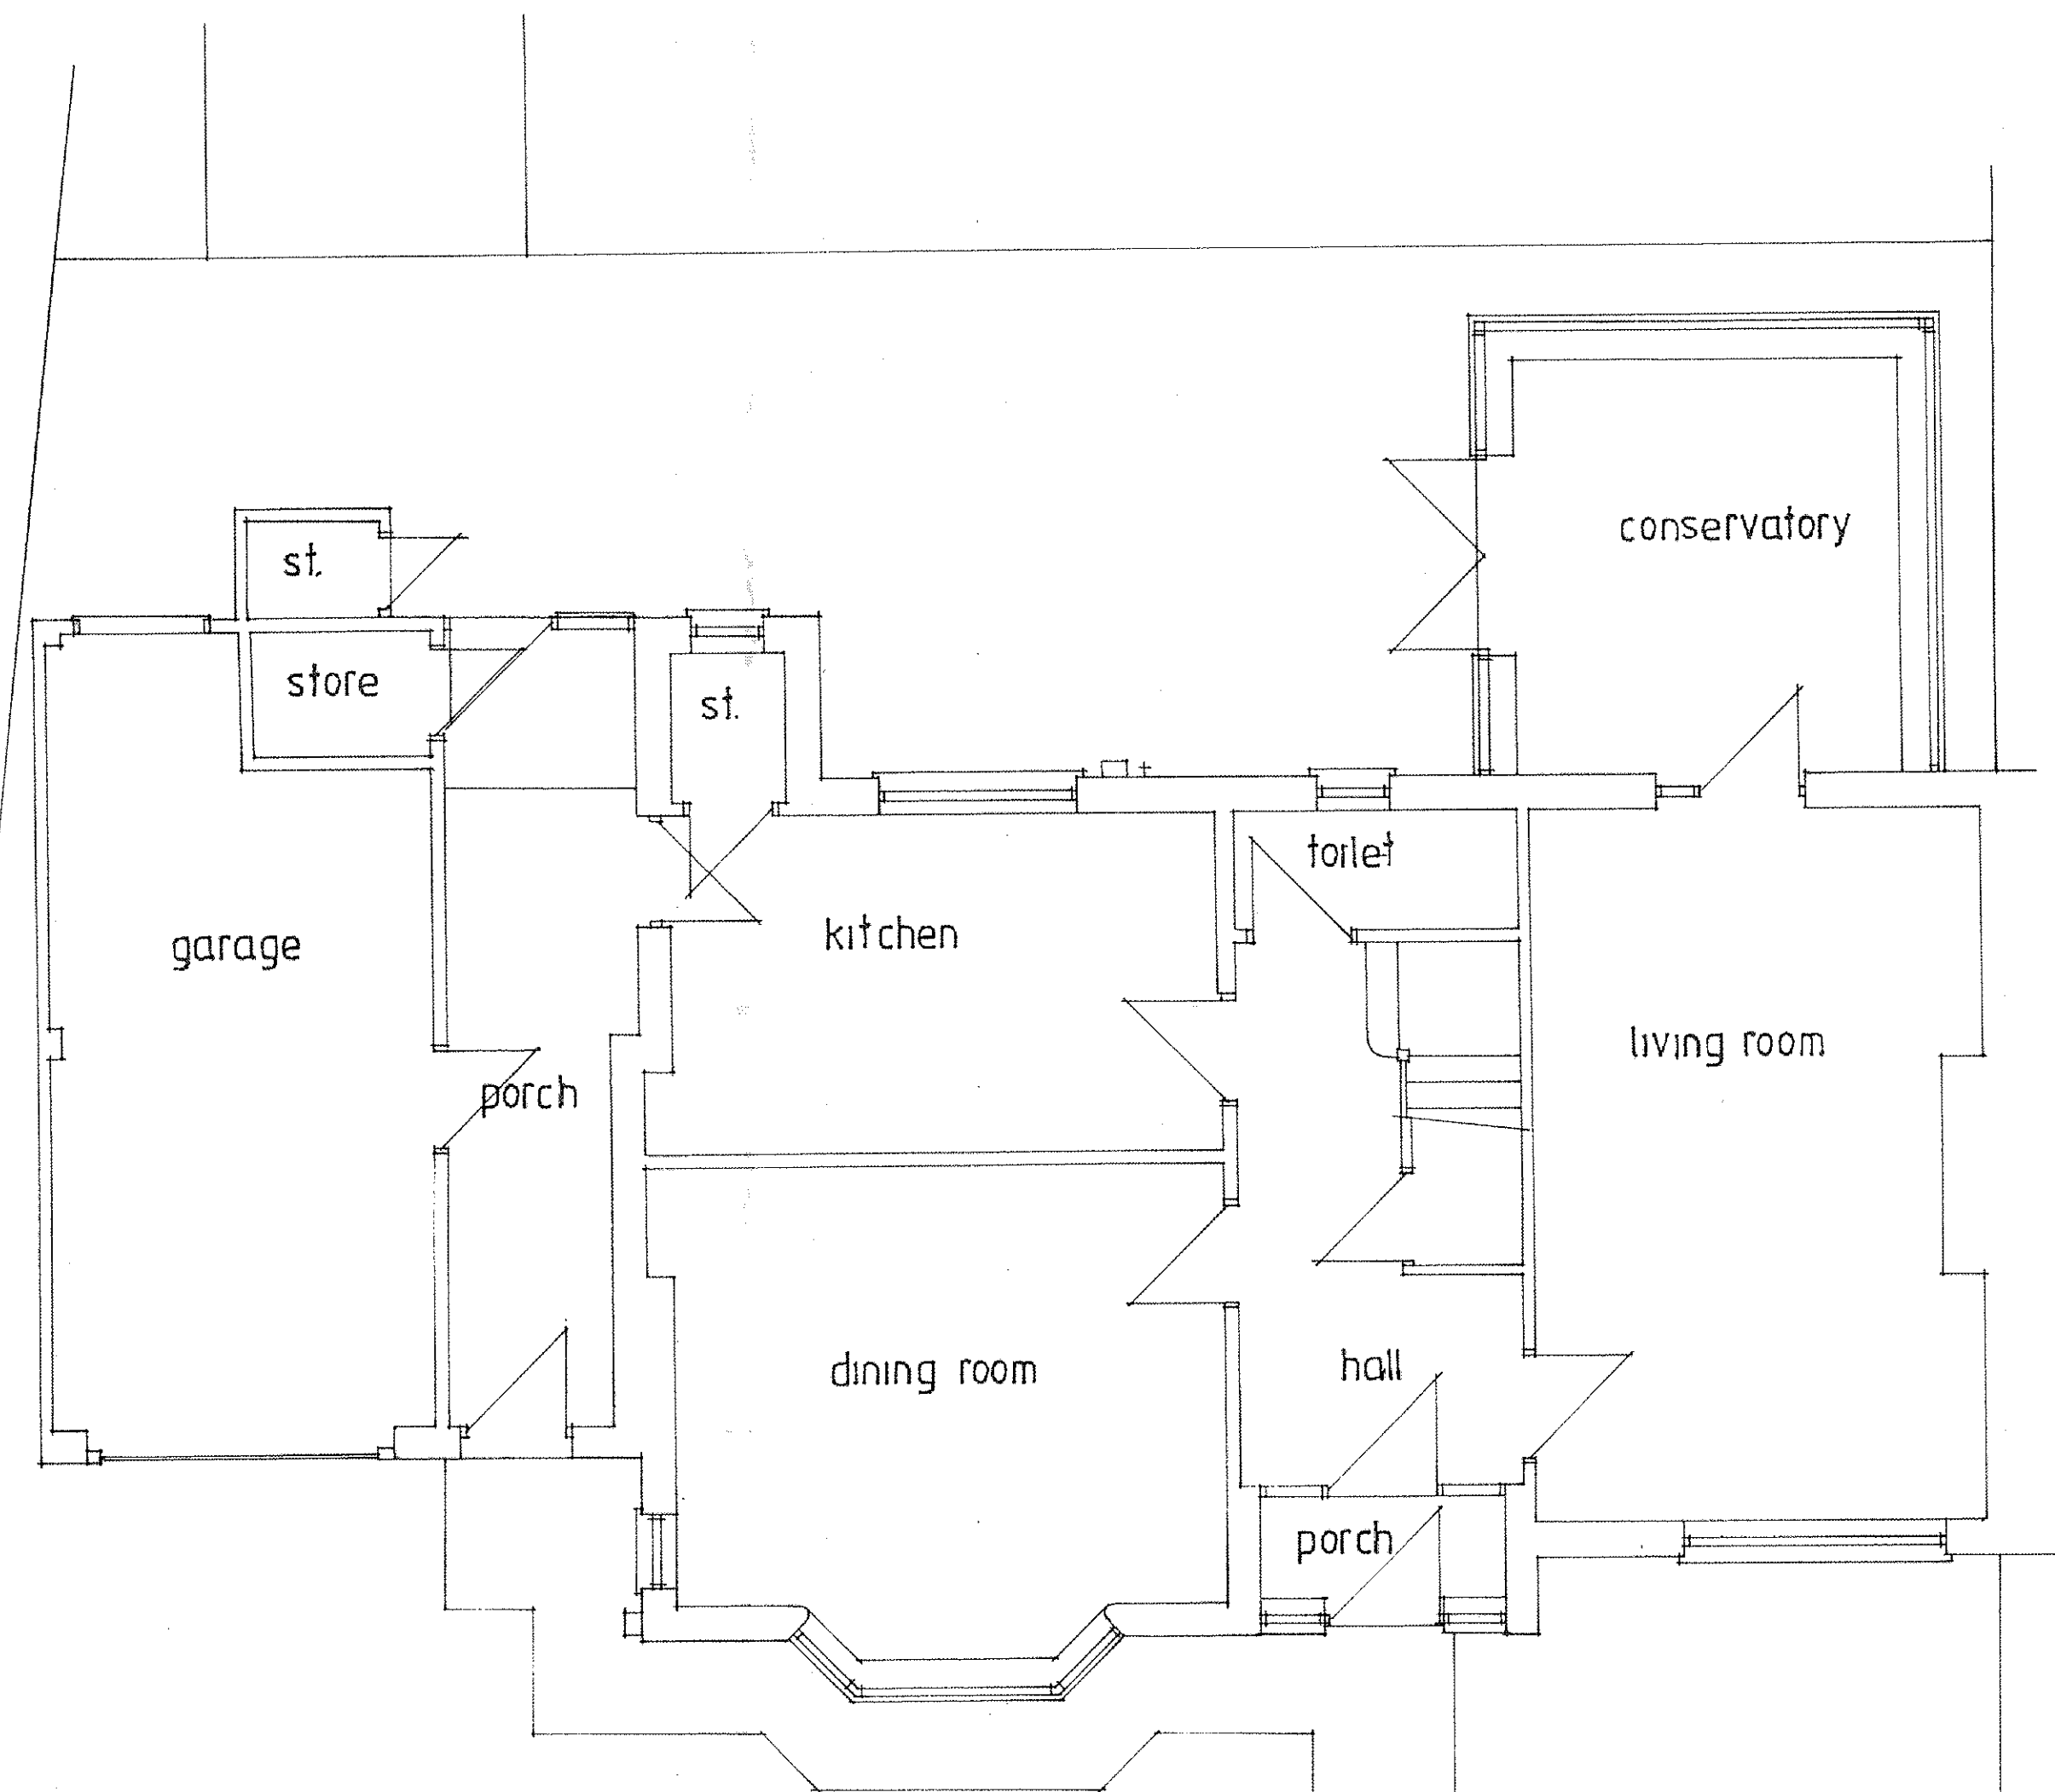 conservatory
st.
store
st.
toilet
kitchen
garage
living room
porch
dining room
hall
porch